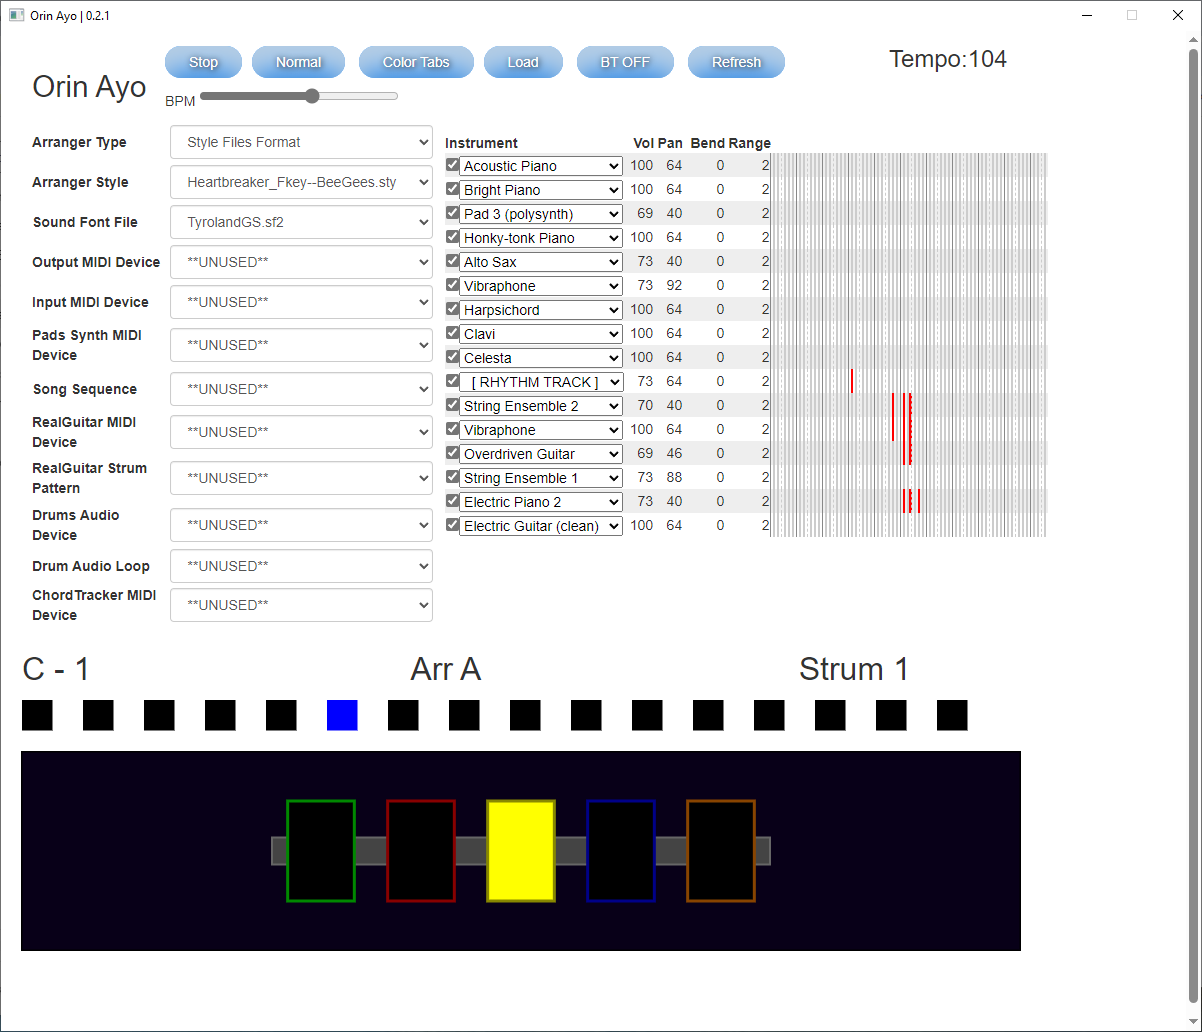 Orin Ayo | 0.2.1
Stop Normal Color Tabs Load BT OFF Refresh
Tempo:104
Orin Ayo
BPM
Arranger Type Style Files Format
Arranger Style Heartbreaker_Fkey--BeeGees.sty
Sound Font File TyrolandGS.sf2
Output MIDI Device **UNUSED**
Input MIDI Device **UNUSED**
Pads Synth MIDI
Device
**UNUSED**
Song Sequence **UNUSED**
RealGuitar MIDI
Device
**UNUSED**
RealGuitar Strum
Pattern
**UNUSED**
Drums Audio
Device
**UNUSED**
Drum Audio Loop **UNUSED**
ChordTracker MIDI
Device
**UNUSED**
Instrument Vol Pan Bend Range
Acoustic Piano 100 64 0 2
Bright Piano 100 64 0 2
Pad 3 (polysynth) 69 40 0 2
Honky-tonk Piano 100 64 0 2
Alto Sax 73 40 0 2
Vibraphone 73 92 0 2
Harpsichord 100 64 0 2
Clavi 100 64 0 2
Celesta 100 64 0 2
[ RHYTHM TRACK ] 73 64 0 2
String Ensemble 2 70 40 0 2
Vibraphone 100 64 0 2
Overdriven Guitar 69 46 0 2
String Ensemble 1 73 88 0 2
Electric Piano 2 73 40 0 2
Electric Guitar (clean) 100 64 0 2
C - 1 Arr A Strum 1